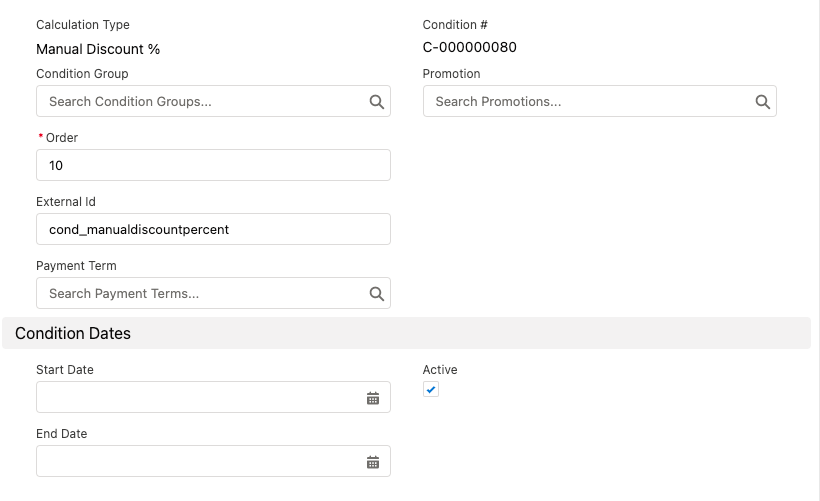 Calculation Type
Manual Discount %
Condition #
C-000000080
Condition Group
Search Condition Groups...
Promotion
Search Promotions...
* Order
10
External Id
cond_manualdiscountpercent
Payment Term
Search Payment Terms...
Condition Dates
Start Date
Active
End Date